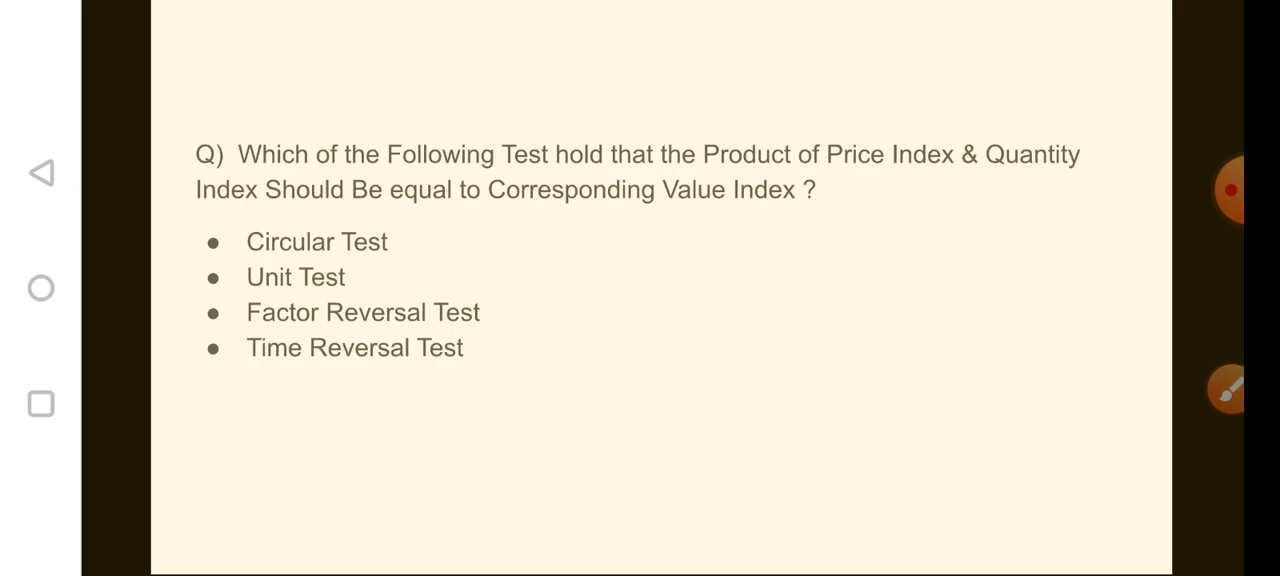 Q) Which of the Following Test hold that the Product of Price Index & Quantity
Index Should Be equal to Corresponding Value Index ?
● Circular Test
● Unit Test
● Factor Reversal Test
● Time Reversal Test